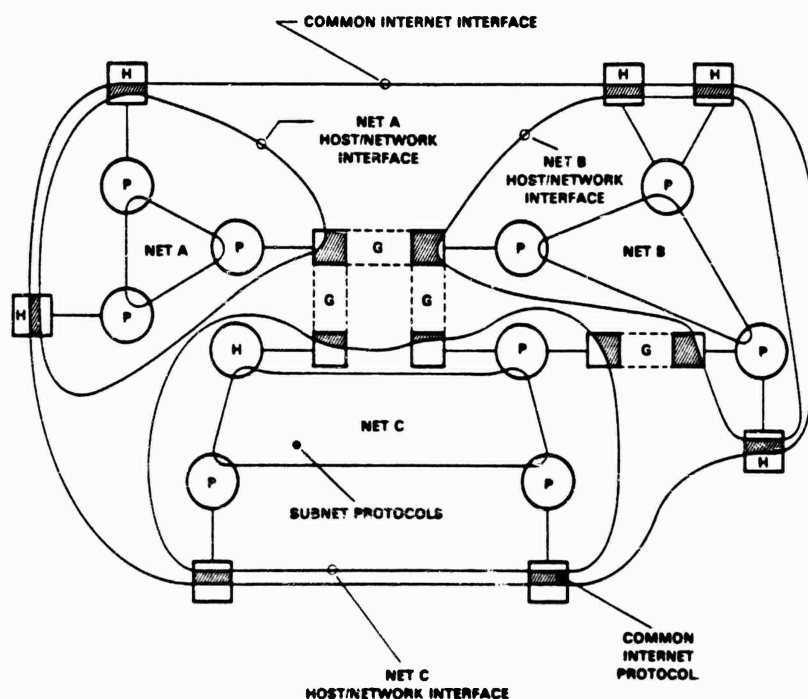 COMMON INTERNET INTERFACE
H
H
H
NET A
HOST/NETWORK
INTERFACE
NET B
HOST/NETWORK
INTERFACE
P
P
NET A
P
G
P
NET B
H
P
G
G
H
P
G
P
NET C
H
P
P
SUBNET PROTOCOLS
COMMON
INTERNET
PROTOCOL
NET C
HOST/NETWORK INTERFACE